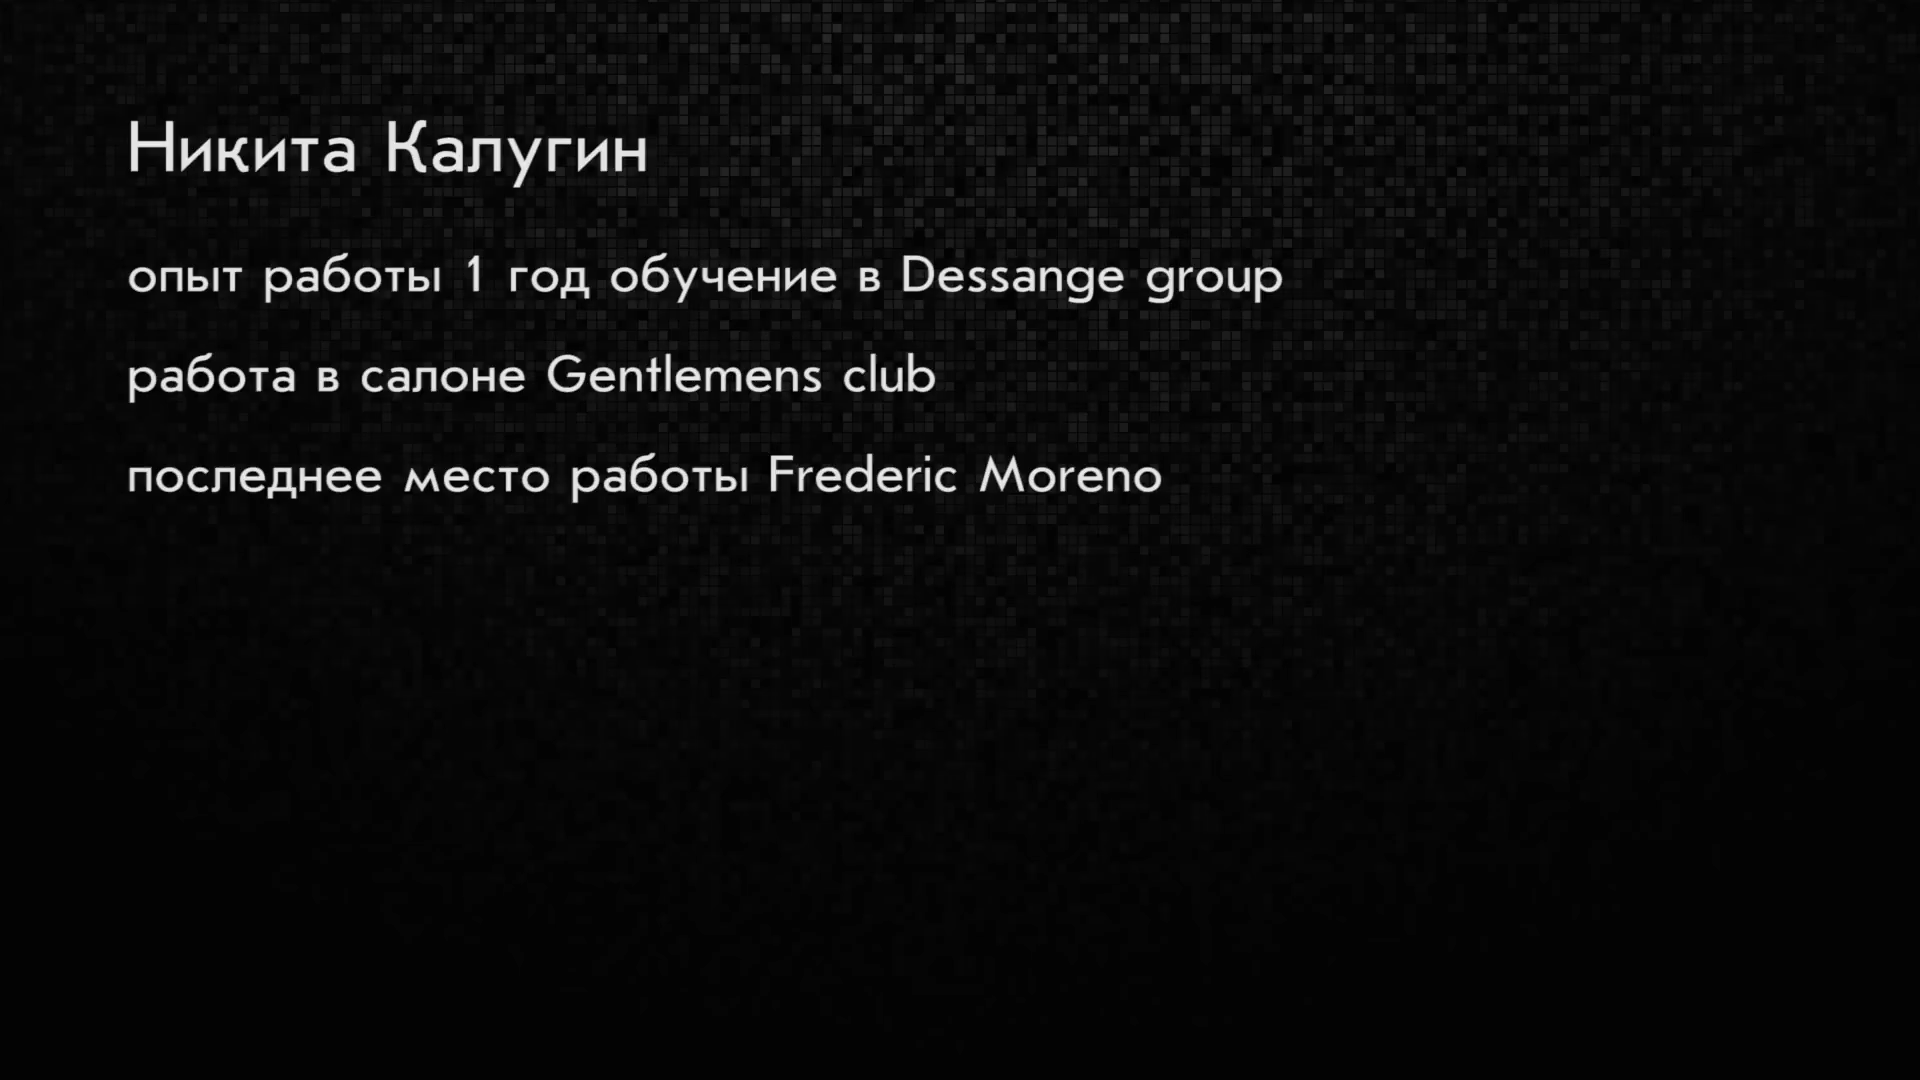 Никита Калугин
опыт работы 1 год обучение в Dessange group
работа в салоне Gentlemens club
последнее место работы Frederic Moreno